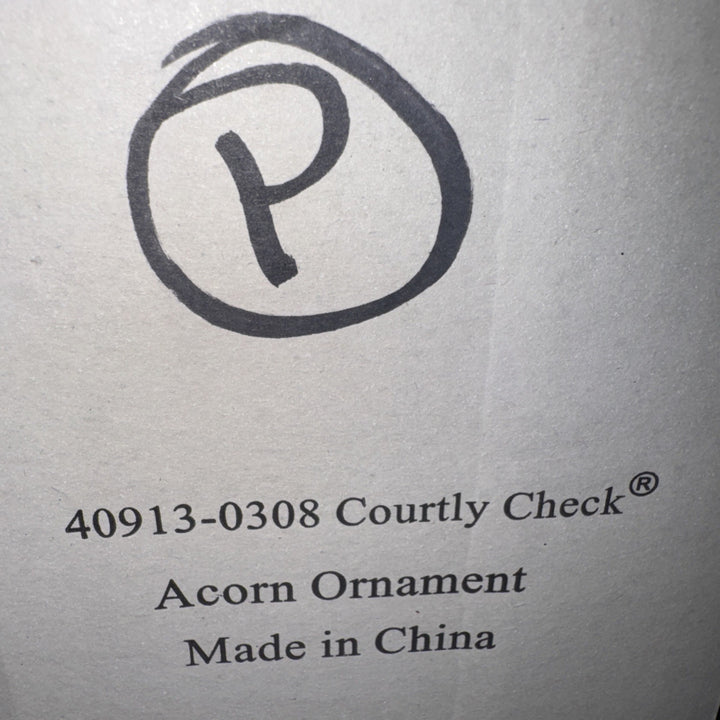 P
40913-0308 Courtly Check®
Acorn Ornament
Made in China